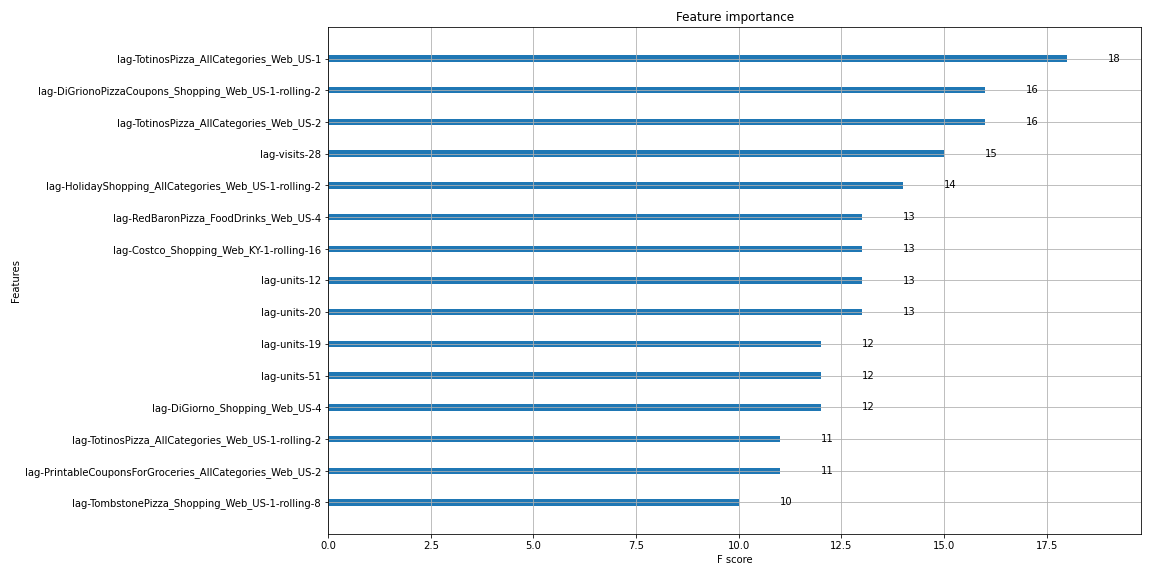 Feature importance
Features
lag-TotinosPizza_AllCategories_Web_US-1 18
lag-DiGrionoPizzaCoupons_Shopping_Web_US-1-rolling-2 16
lag-TotinosPizza_AllCategories_Web_US-2 16
lag-visits-28 15
lag-HolidayShopping_AllCategories_Web_US-1-rolling-2 14
lag-RedBaronPizza_FoodDrinks_Web_US-4 13
lag-Costco_Shopping_Web_KY-1-rolling-16 13
lag-units-12 13
lag-units-20 13
lag-units-19 12
lag-units-51 12
lag-DiGiorno_Shopping_Web_US-4 12
lag-TotinosPizza_AllCategories_Web_US-1-rolling-2 11
lag-PrintableCouponsForGroceries_AllCategories_Web_US-2 11
lag-TombstonePizza_Shopping_Web_US-1-rolling-8 10
0.0 2.5 5.0 7.5 10.0 12.5 15.0 17.5
F score